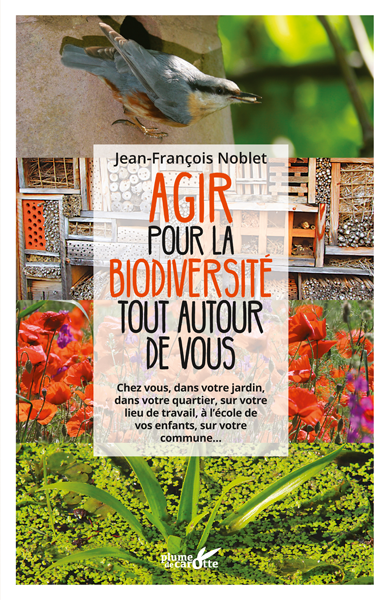 Jean-François Noblet
AGIR
POUR LA
BIODIVERSITÉ
TOUT AUTOUR
DE VOUS
Chez vous, dans votre jardin,
dans votre quartier, sur votre
lieu de travail, à l'école de
vos enfants, sur votre
commune...
plume
de carotte